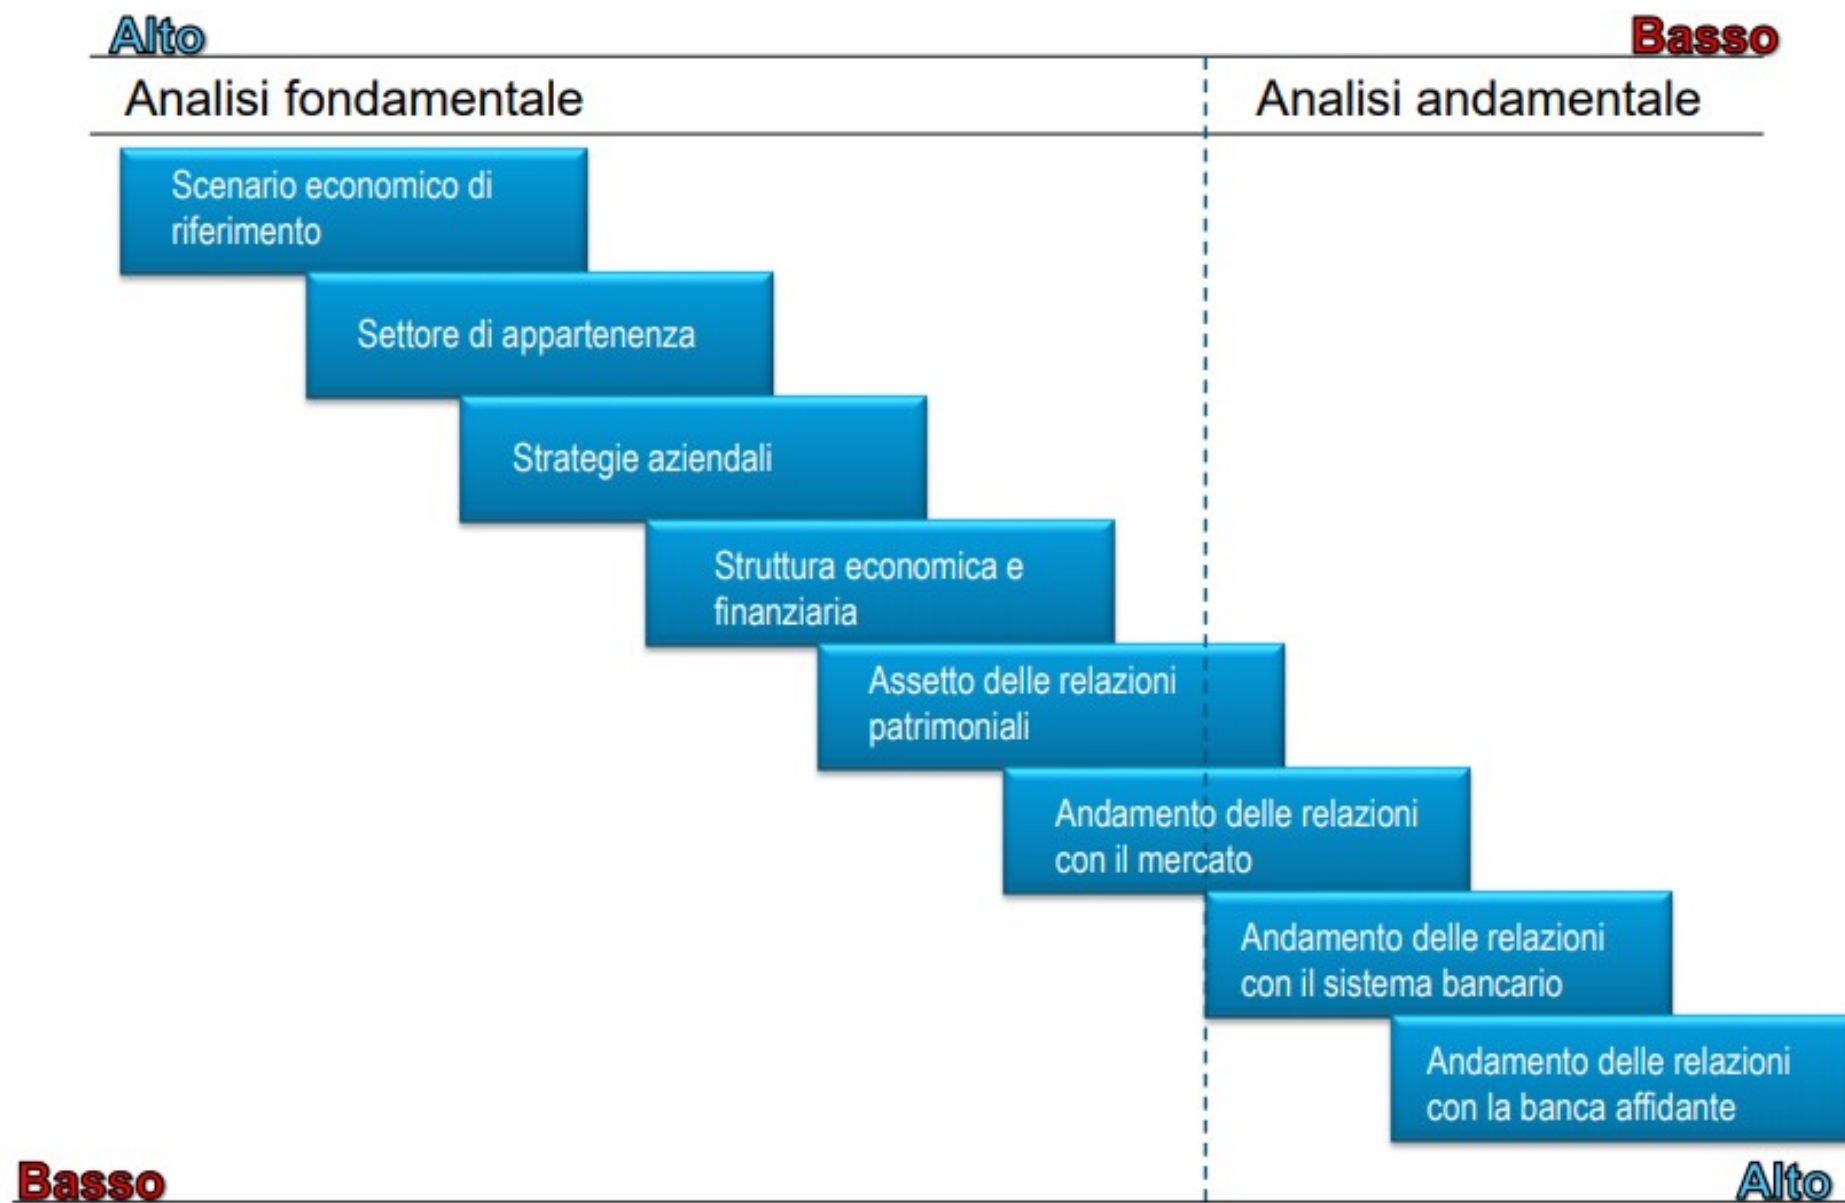 Alto
Basso
Analisi fondamentale
Analisi andamentale
Scenario economico di
riferimento
Settore di appartenenza
Strategie aziendali
Struttura economica e
finanziaria
Assetto delle relazioni
patrimoniali
Andamento delle relazioni
con il mercato
Andamento delle relazioni
con il sistema bancario
Andamento delle relazioni
con la banca affidante
Basso
Alto